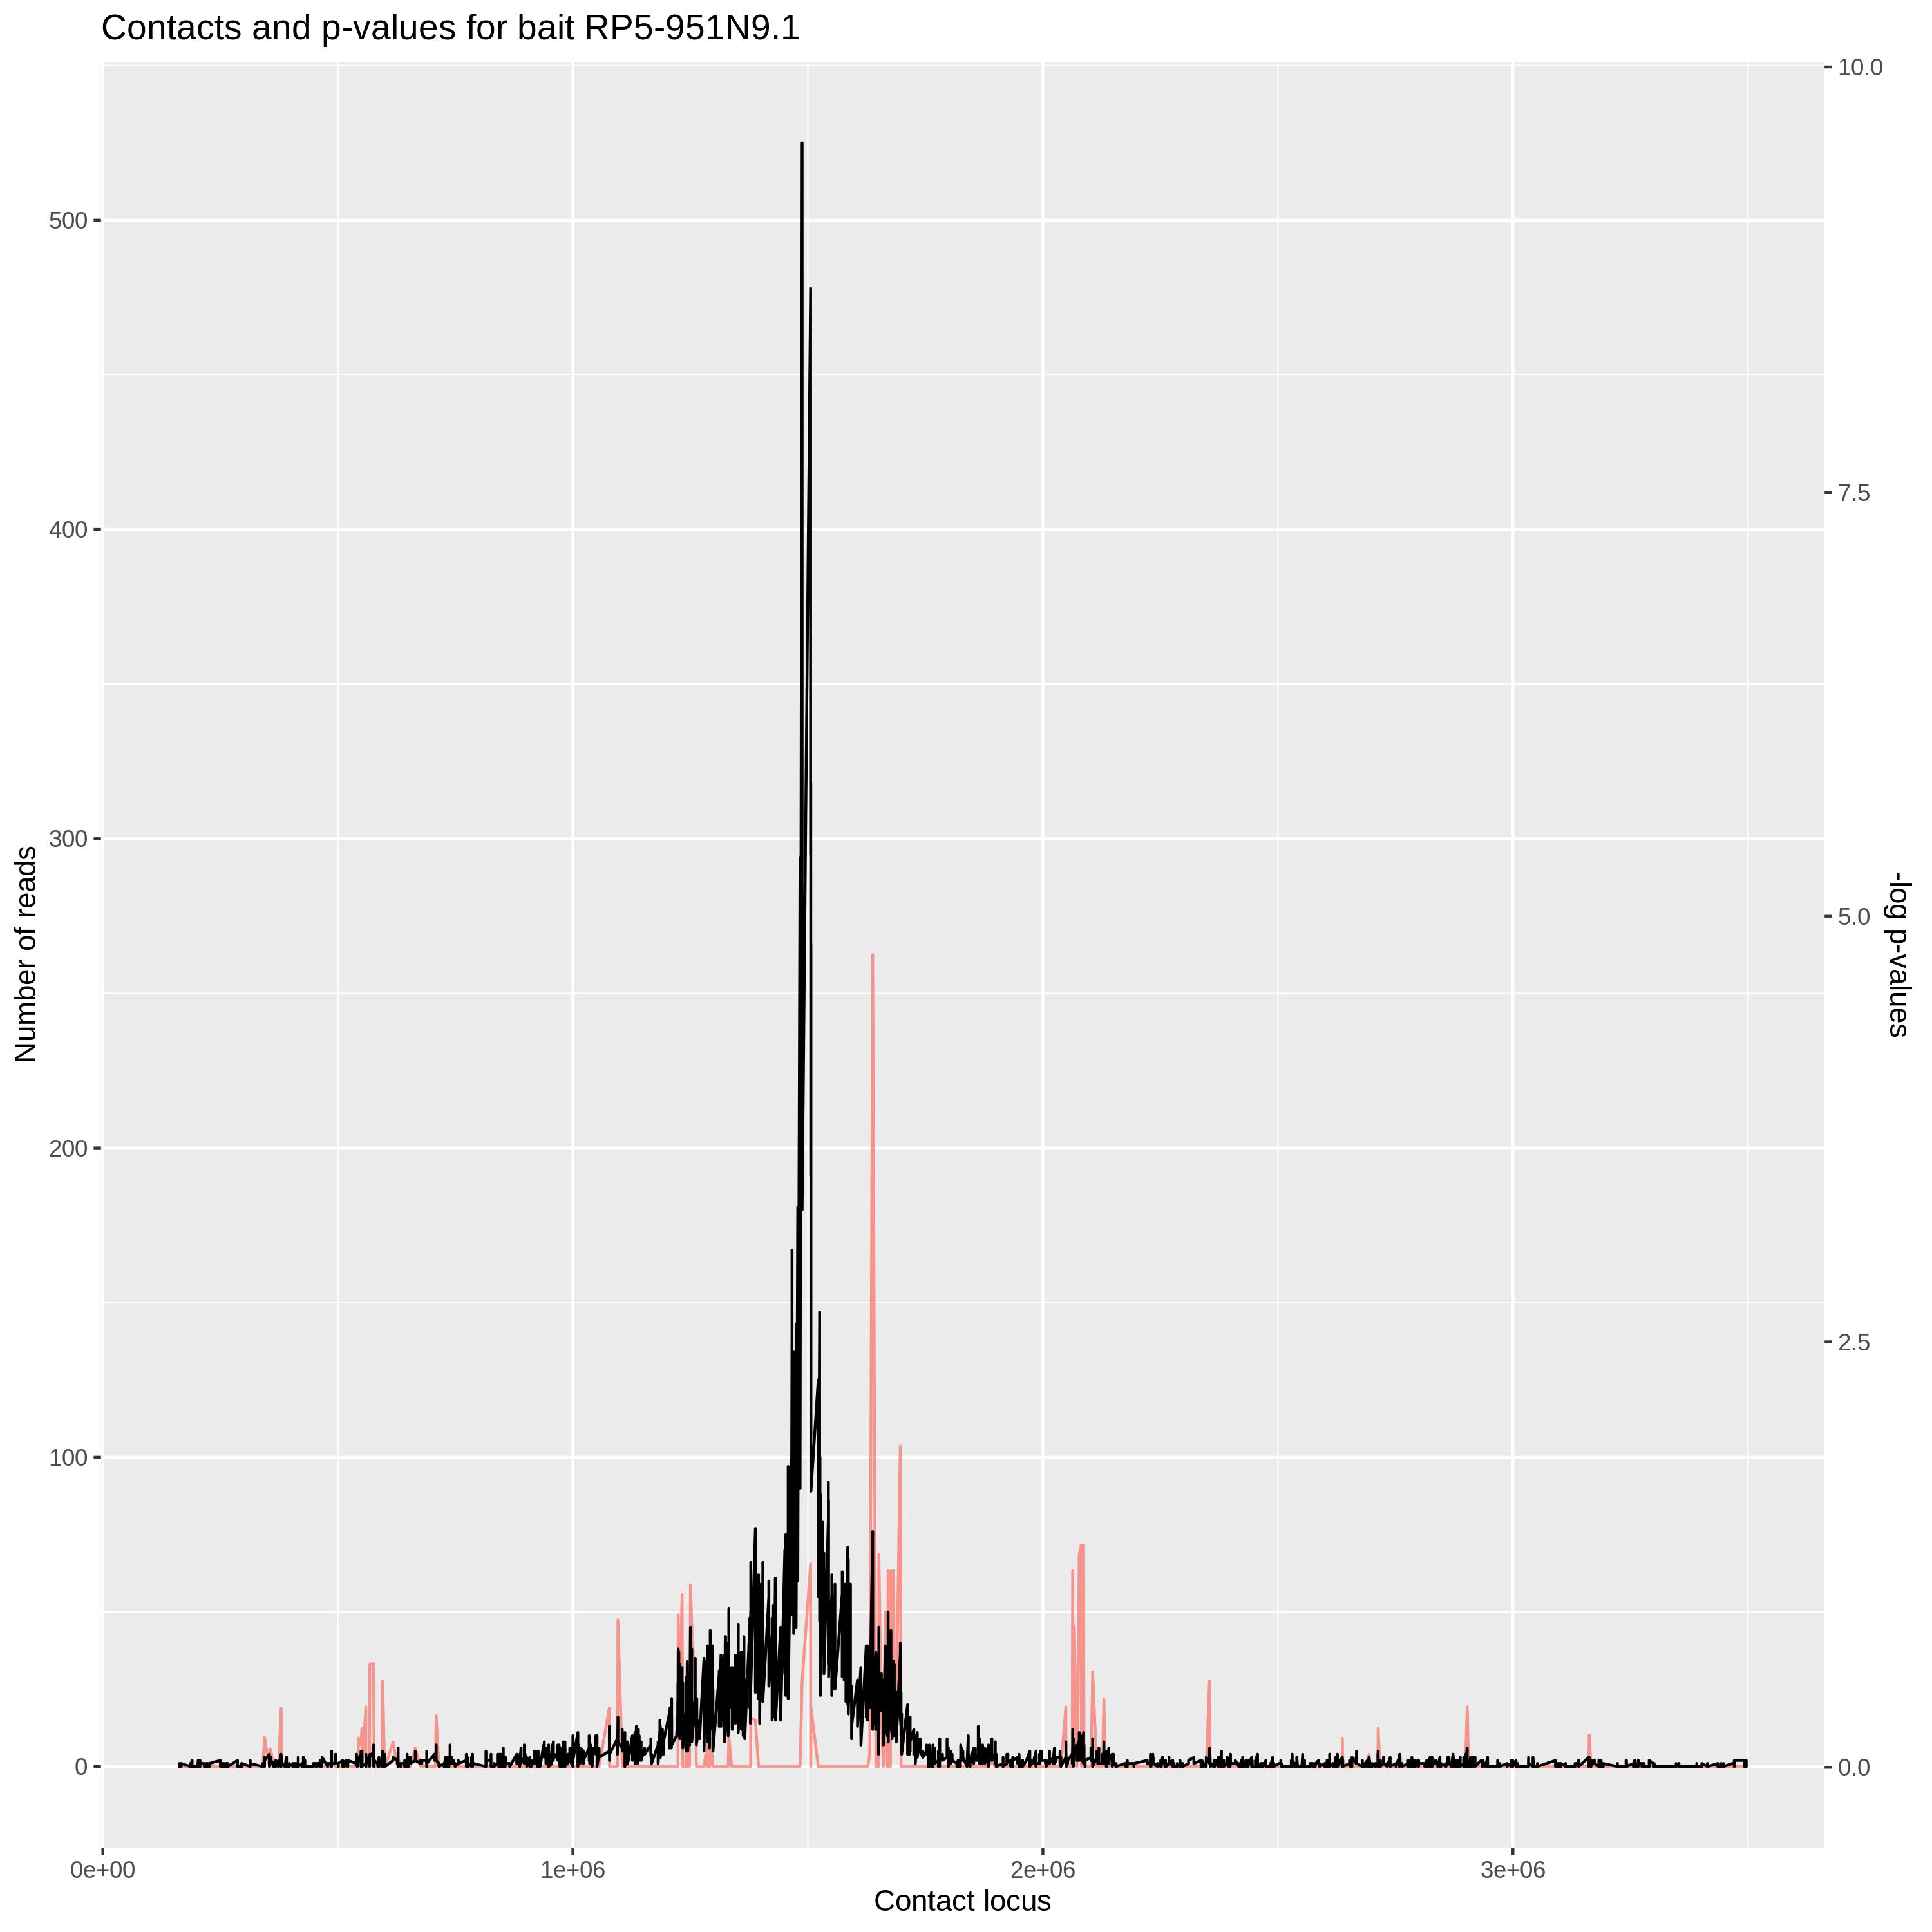 Contacts and p-values for bait RP5-951N9.1
10.0
500
7.5
400
300
5.0
Number of reads
-log p-values
200
2.5
100
0
0.0
0e+00
1e+06
2e+06
3e+06
Contact locus